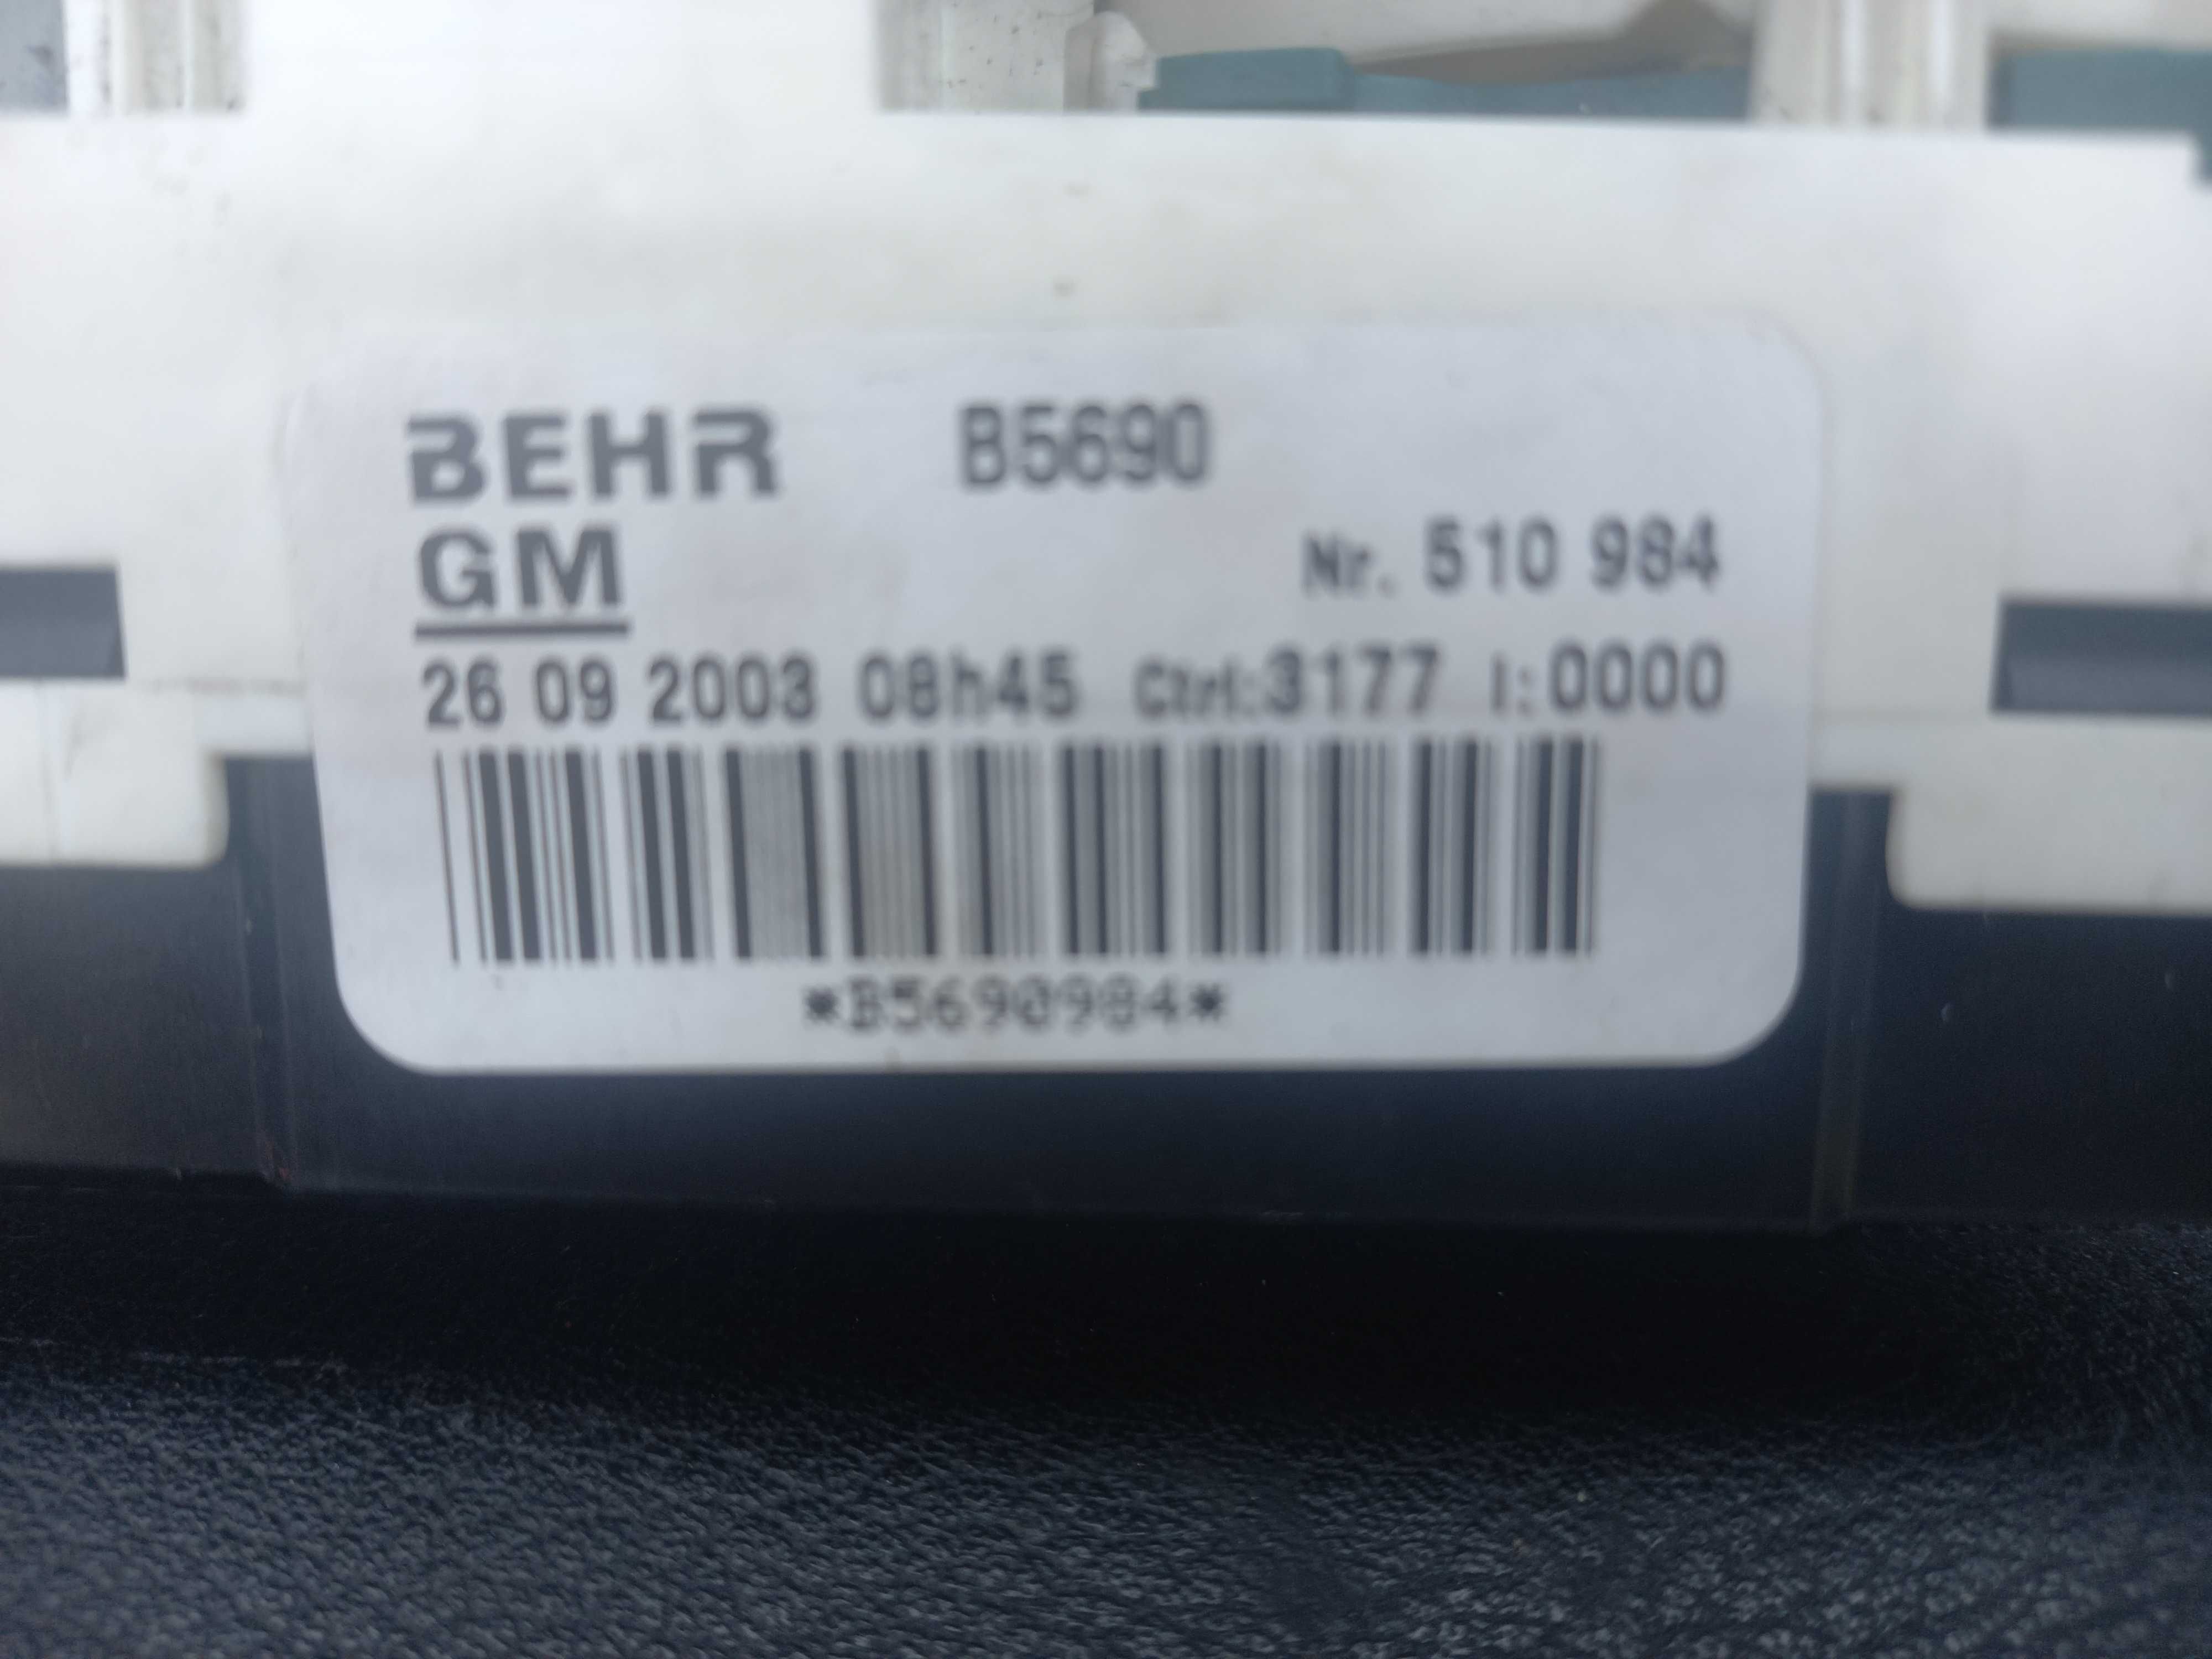 BEHR B5690
GM Nr. 510 984
26 09 2003 08h45 Ctrl:3177 I:0000
*B5690984*